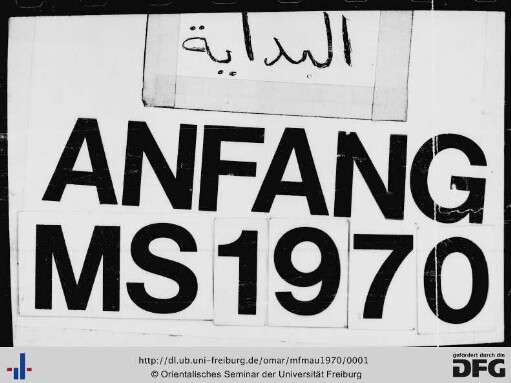 البداية
ANFANG
MS 1970
http://dl.ub.uni-freiburg.de/omar/mfmau1970/0001
© Orientalisches Seminar der Universität Freiburg
gefördert durch die
DFG